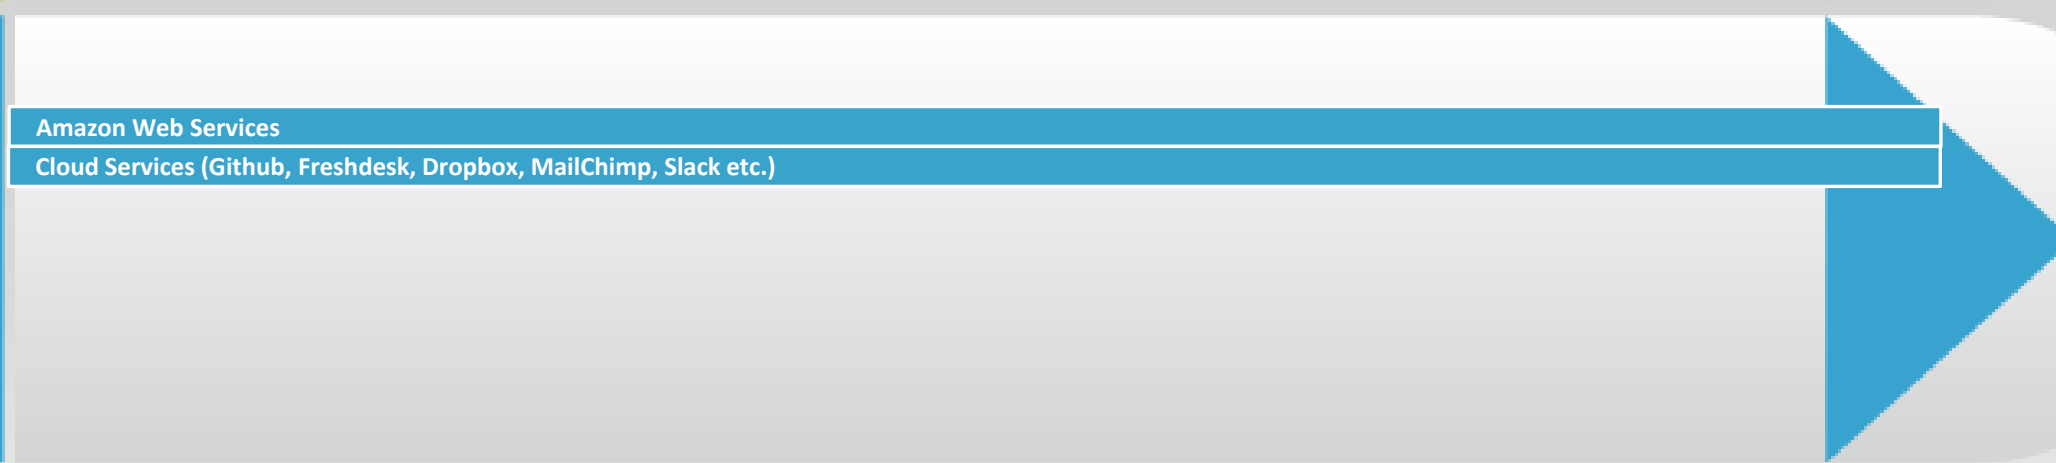 Amazon Web Services
Cloud Services (Github, Freshdesk, Dropbox, MailChimp, Slack etc.)